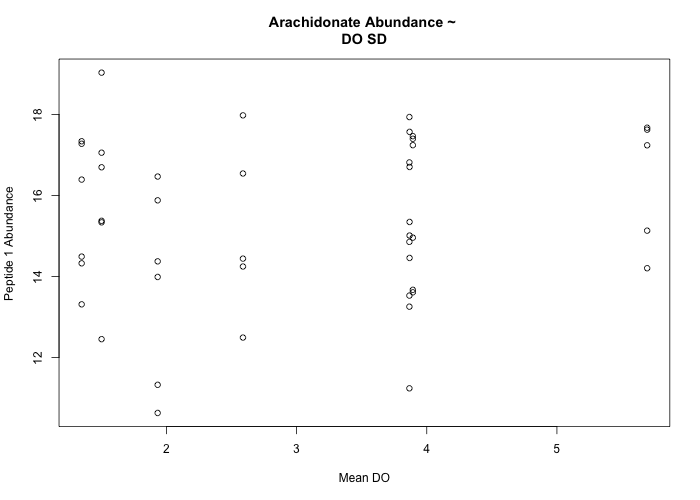 Arachidonate Abundance ~
DO SD
18
16
14
12
Peptide 1 Abundance
2 3 4 5
Mean DO